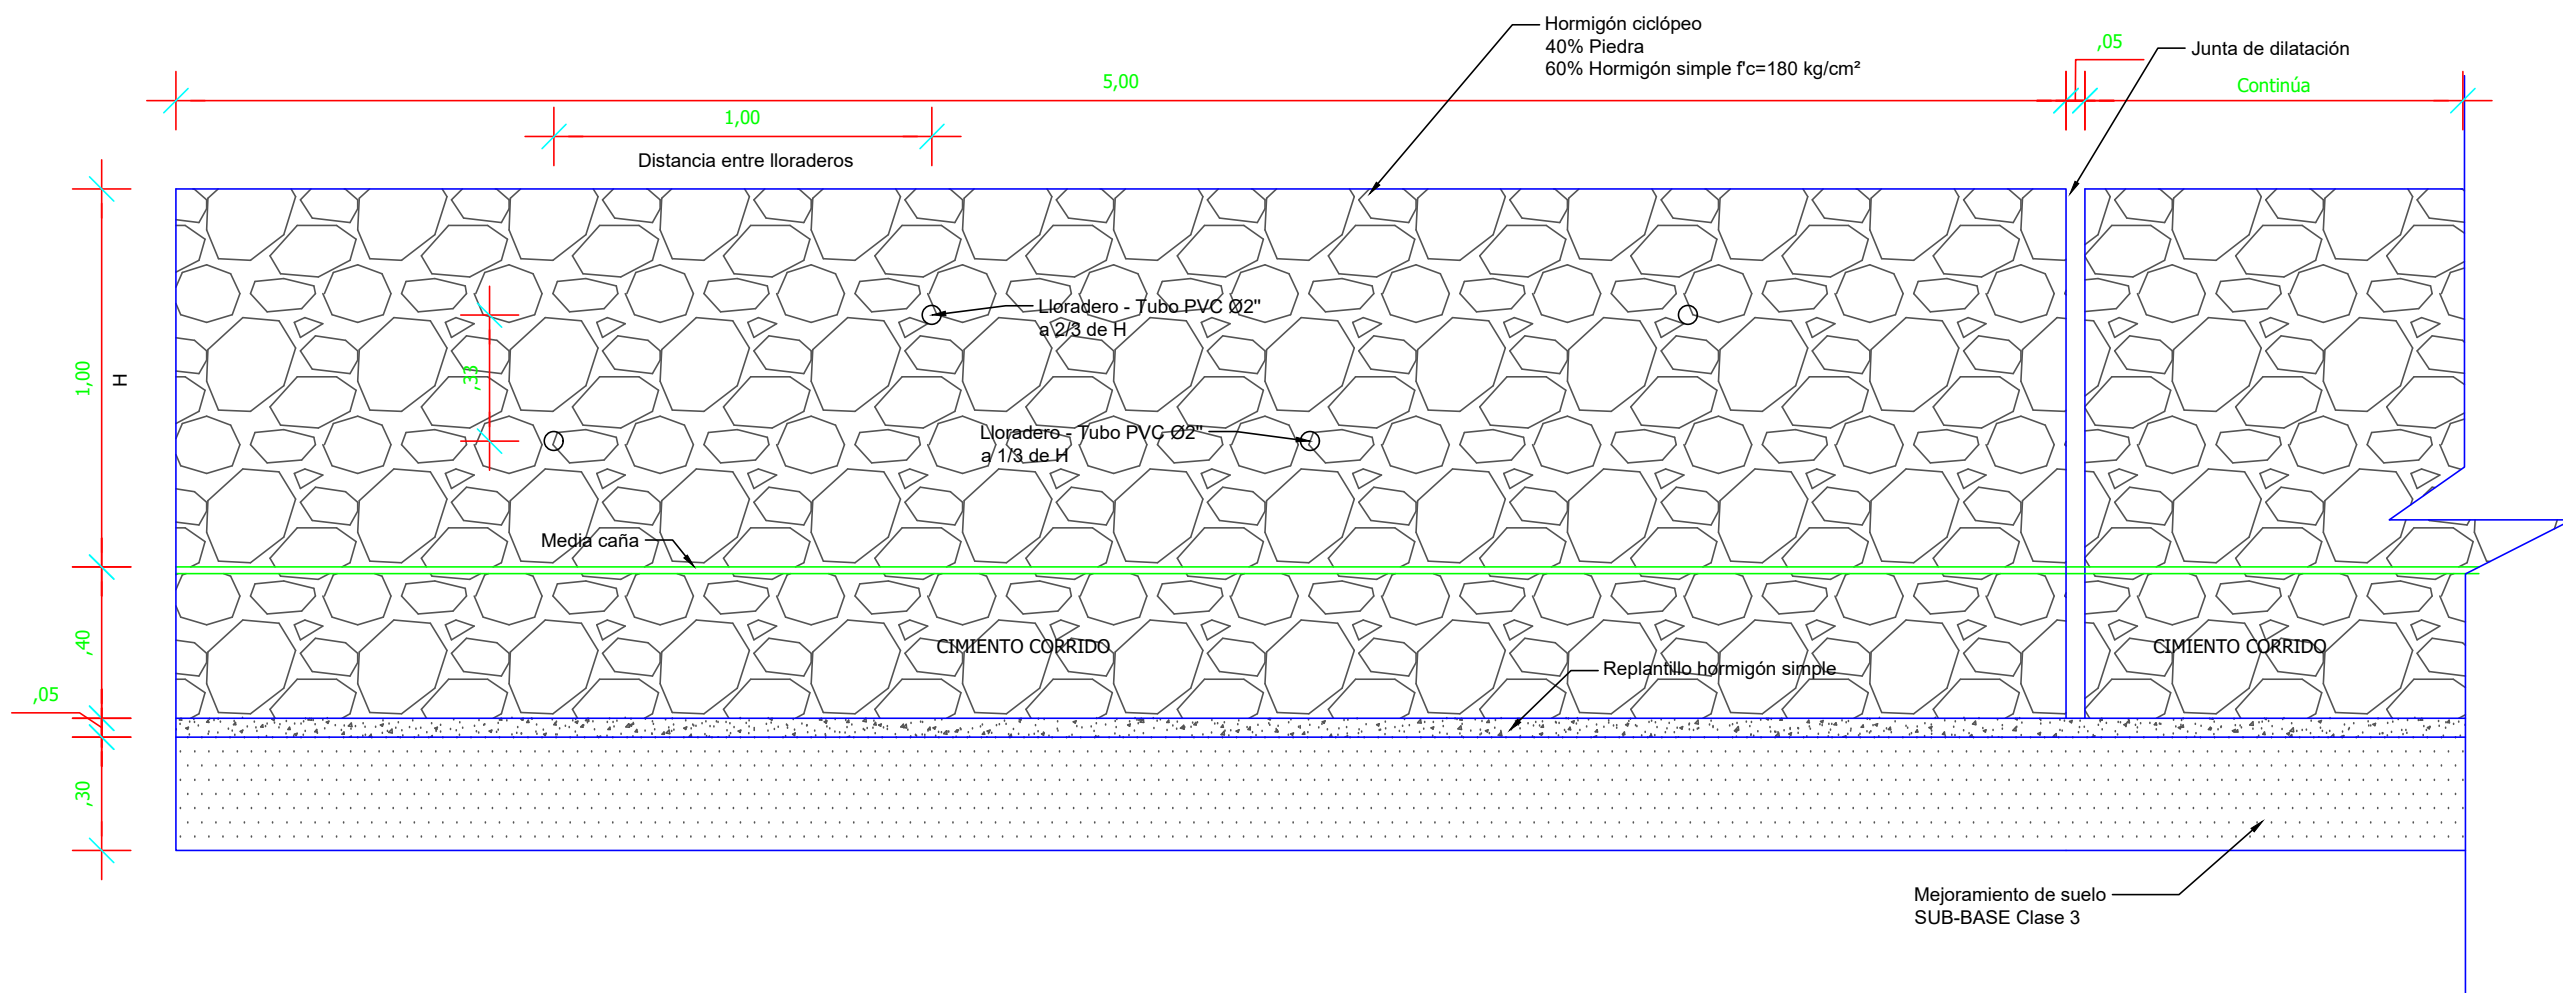 Hormigón ciclópeo
40% Piedra
60% Hormigón simple f'c=180 kg/cm²
,05
Junta de dilatación
5,00
Continúa
1,00
Distancia entre lloraderos
Lloradero - Tubo PVC Ø2"
a 2/3 de H
1,00
H
,33
Lloradero - Tubo PVC Ø2"
a 1/3 de H
Media caña
,40
CIMIENTO CORRIDO
CIMIENTO CORRIDO
Replantillo hormigón simple
,05
,30
Mejoramiento de suelo
SUB-BASE Clase 3